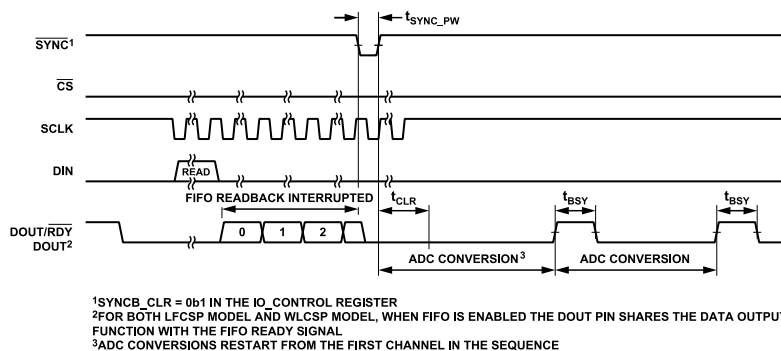 tSYNC_PW
SYNC1
CS
SCLK
DIN
READ
FIFO READBACK INTERRUPTED
tCLR
tBSY
tBSY
DOUT/RDY
DOUT2
0
1
2
ADC CONVERSION3
ADC CONVERSION
1SYNCB_CLR = 0b1 IN THE IO_CONTROL REGISTER
2FOR BOTH LFCSP MODEL AND WLCSP MODEL, WHEN FIFO IS ENABLED THE DOUT PIN SHARES THE DATA OUTPUT
FUNCTION WITH THE FIFO READY SIGNAL
3ADC CONVERSIONS RESTART FROM THE FIRST CHANNEL IN THE SEQUENCE